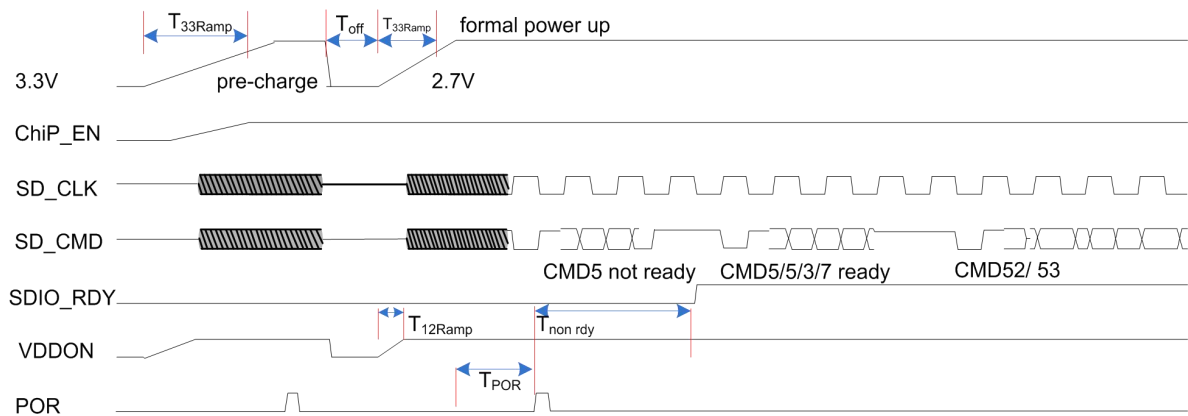 T33Ramp Toff T33Ramp formal power up
3.3V pre-charge 2.7V
ChiP_EN
SD_CLK
SD_CMD
CMD5 not ready CMD5/5/3/7 ready CMD52/ 53
SDIO_RDY
T12Ramp Tnon rdy
VDDON
TPOR
POR